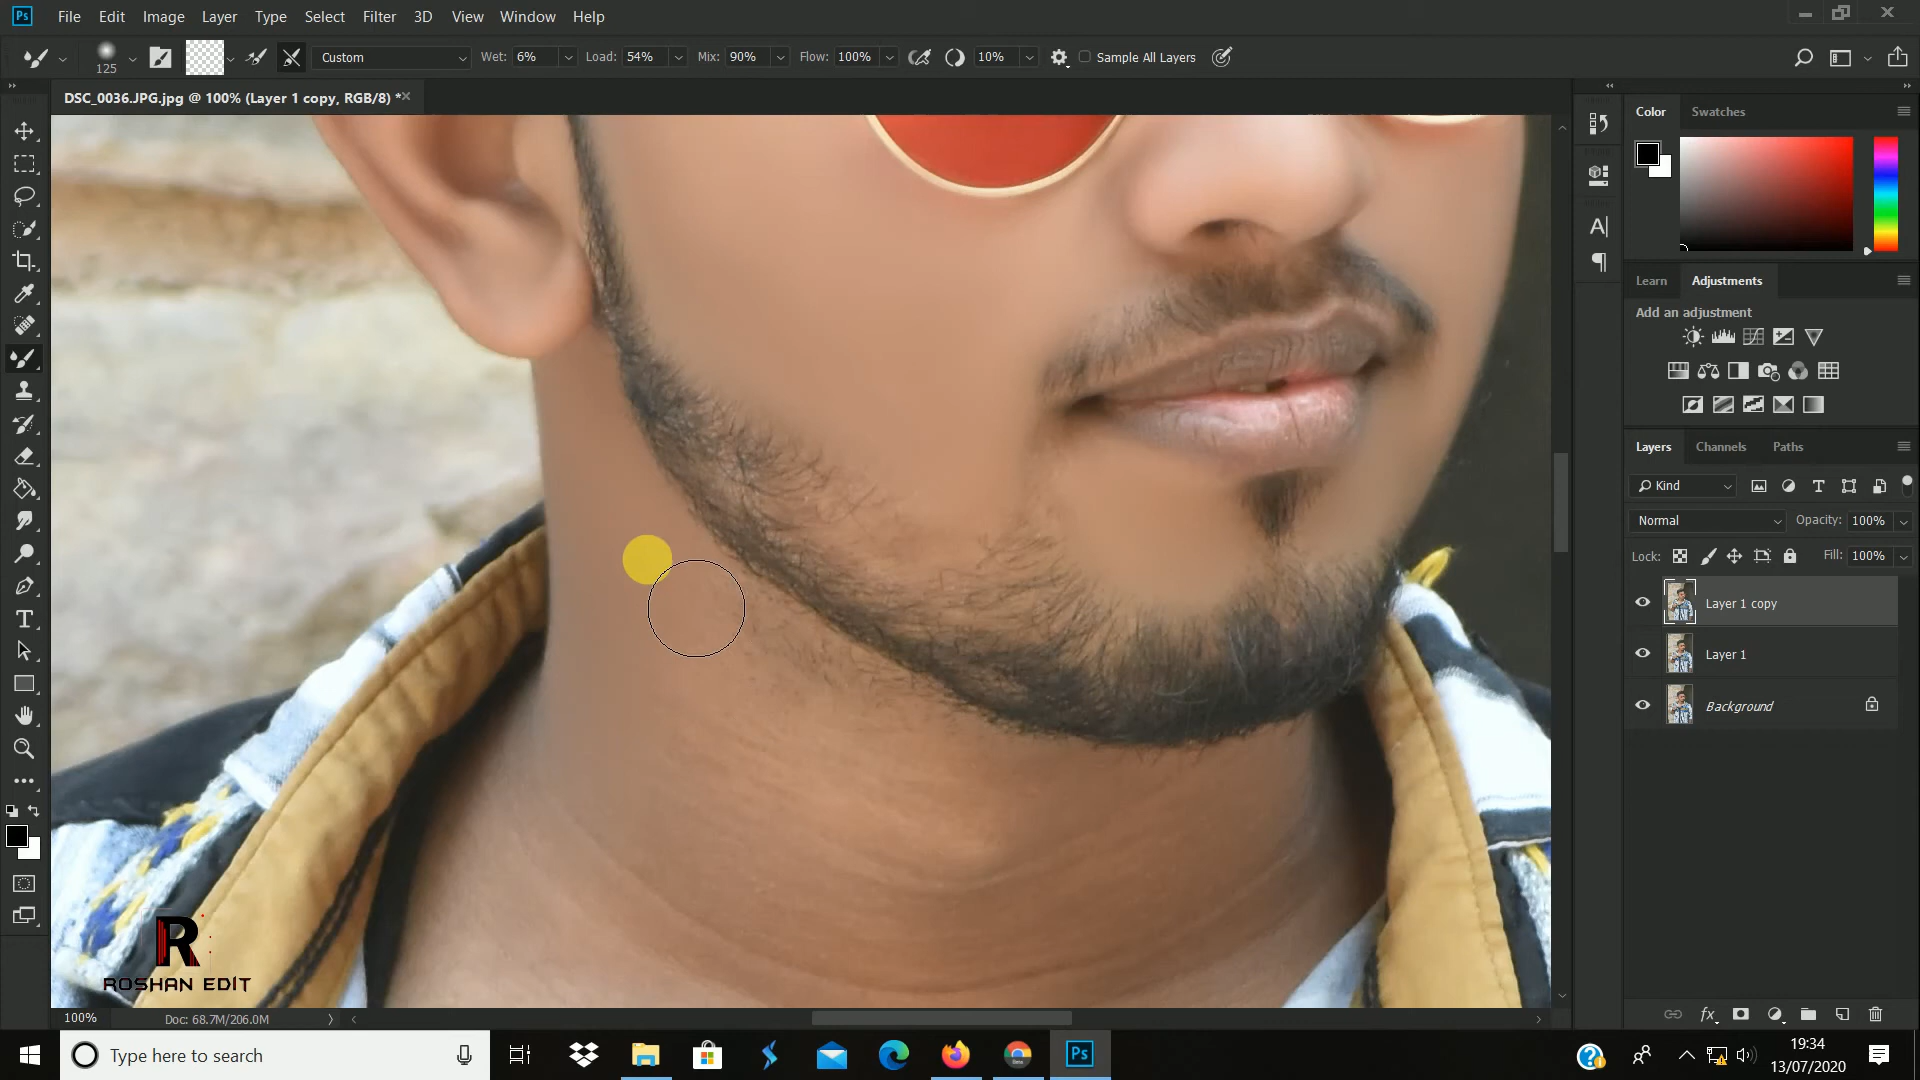 Ps File Edit Image Layer Type Select Filter 3D View Window Help
125 Custom Wet: 6% Load: 54% Mix: 90% Flow: 100% 10% Sample All Layers
DSC_0036.JPG.jpg @ 100% (Layer 1 copy, RGB/8) *
Color Swatches
Learn Adjustments
Add an adjustment
Layers Channels Paths
Kind
Normal Opacity: 100%
Lock: Fill: 100%
Layer 1 copy
Layer 1
Background
R
ROSHAN EDIT
100% Doc: 68.7M/206.0M
Type here to search
Ps
19:34
13/07/2020